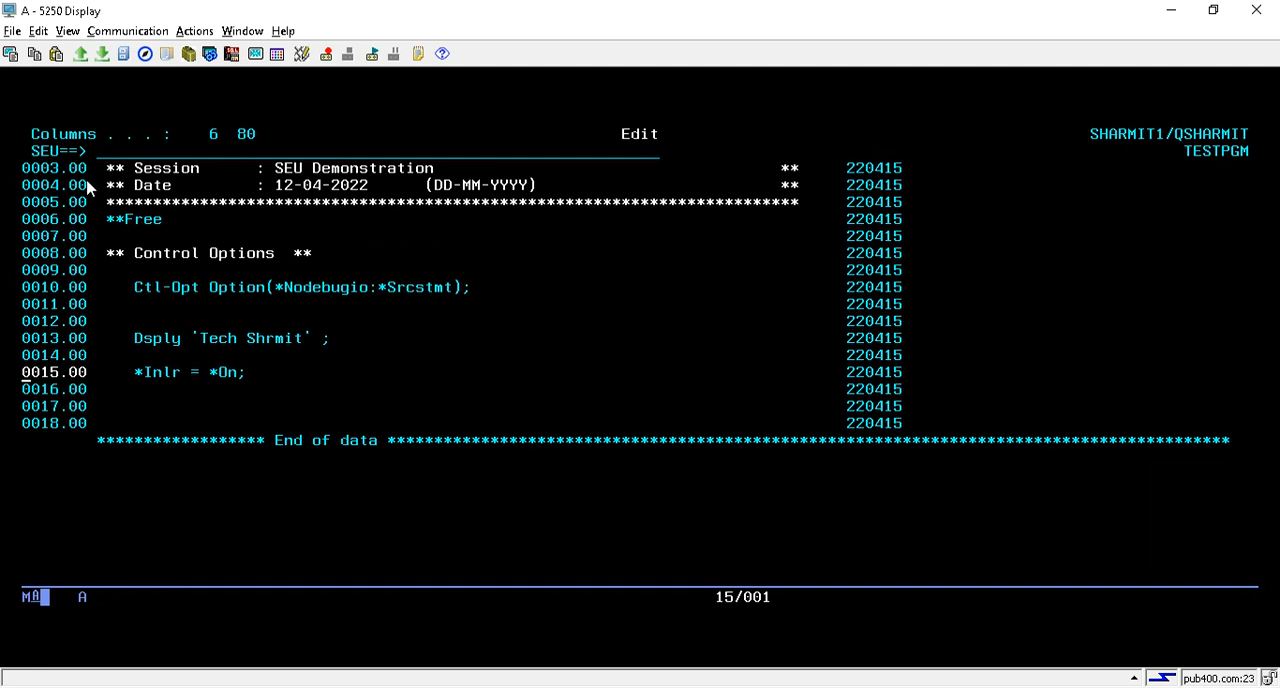 A - 5250 Display
File Edit View Communication Actions Window Help
Columns . . . : 6 80 Edit SHARMIT1/QSHARMIT
SEU==> TESTPGM
0003.00 ** Session : SEU Demonstration ** 220415
0004.00 ** Date : 12-04-2022 (DD-MM-YYYY) ** 220415
0005.00 ************************************************************************** 220415
0006.00 **Free 220415
0007.00 220415
0008.00 ** Control Options ** 220415
0009.00 220415
0010.00 Ctl-Opt Option(*Nodebugio:*Srcstmt); 220415
0011.00 220415
0012.00 220415
0013.00 Dsply 'Tech Shrmit' ; 220415
0014.00 220415
0015.00 *Inlr = *On; 220415
0016.00 220415
0017.00 220415
0018.00 220415
****************** End of data ******************************************************************************************
MA A 15/001
pub400.com:23